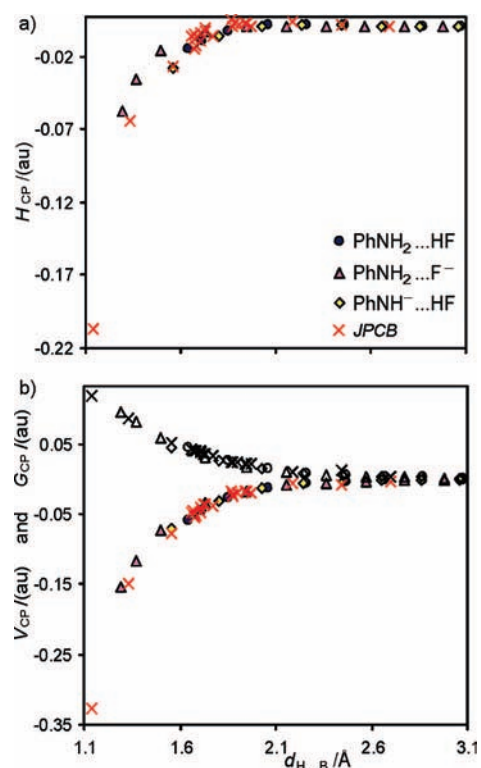 a)
-0.02
-0.07
-0.12
-0.17
-0.22
H CP /(au)
PhNH2 ...HF
PhNH2 ...F−
PhNH− ...HF
JPCB
b)
0.05
-0.05
-0.15
-0.25
-0.35
VCP /(au) and GCP /(au)
1.1 1.6 2.1 2.6 3.1
dH...B /Å